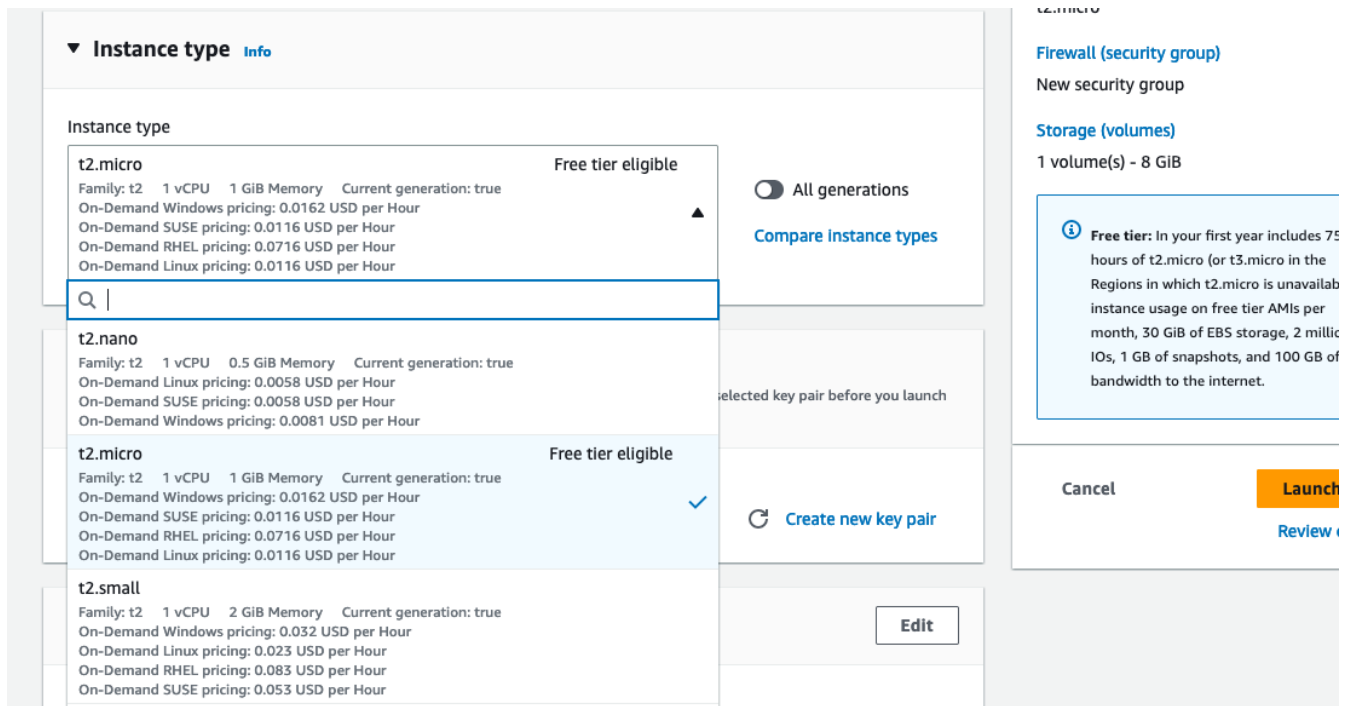 Instance type Info
Instance type
t2.micro Free tier eligible
Family: t2 1 vCPU 1 GiB Memory Current generation: true
On-Demand Windows pricing: 0.0162 USD per Hour
On-Demand SUSE pricing: 0.0116 USD per Hour
On-Demand RHEL pricing: 0.0716 USD per Hour
On-Demand Linux pricing: 0.0116 USD per Hour
All generations
Compare instance types
t2.nano
Family: t2 1 vCPU 0.5 GiB Memory Current generation: true
On-Demand Linux pricing: 0.0058 USD per Hour
On-Demand SUSE pricing: 0.0058 USD per Hour
On-Demand Windows pricing: 0.0081 USD per Hour
selected key pair before you launch
t2.micro Free tier eligible
Family: t2 1 vCPU 1 GiB Memory Current generation: true
On-Demand Windows pricing: 0.0162 USD per Hour
On-Demand SUSE pricing: 0.0116 USD per Hour
On-Demand RHEL pricing: 0.0716 USD per Hour
On-Demand Linux pricing: 0.0116 USD per Hour
Create new key pair
t2.small
Family: t2 1 vCPU 2 GiB Memory Current generation: true
On-Demand Windows pricing: 0.032 USD per Hour
On-Demand Linux pricing: 0.023 USD per Hour
On-Demand RHEL pricing: 0.083 USD per Hour
On-Demand SUSE pricing: 0.053 USD per Hour
Edit
t2.micro
Firewall (security group)
New security group
Storage (volumes)
1 volume(s) - 8 GiB
Free tier: In your first year includes 75
hours of t2.micro (or t3.micro in the
Regions in which t2.micro is unavailab
instance usage on free tier AMIs per
month, 30 GiB of EBS storage, 2 millio
IOs, 1 GB of snapshots, and 100 GB of
bandwidth to the internet.
Cancel
Launch
Review